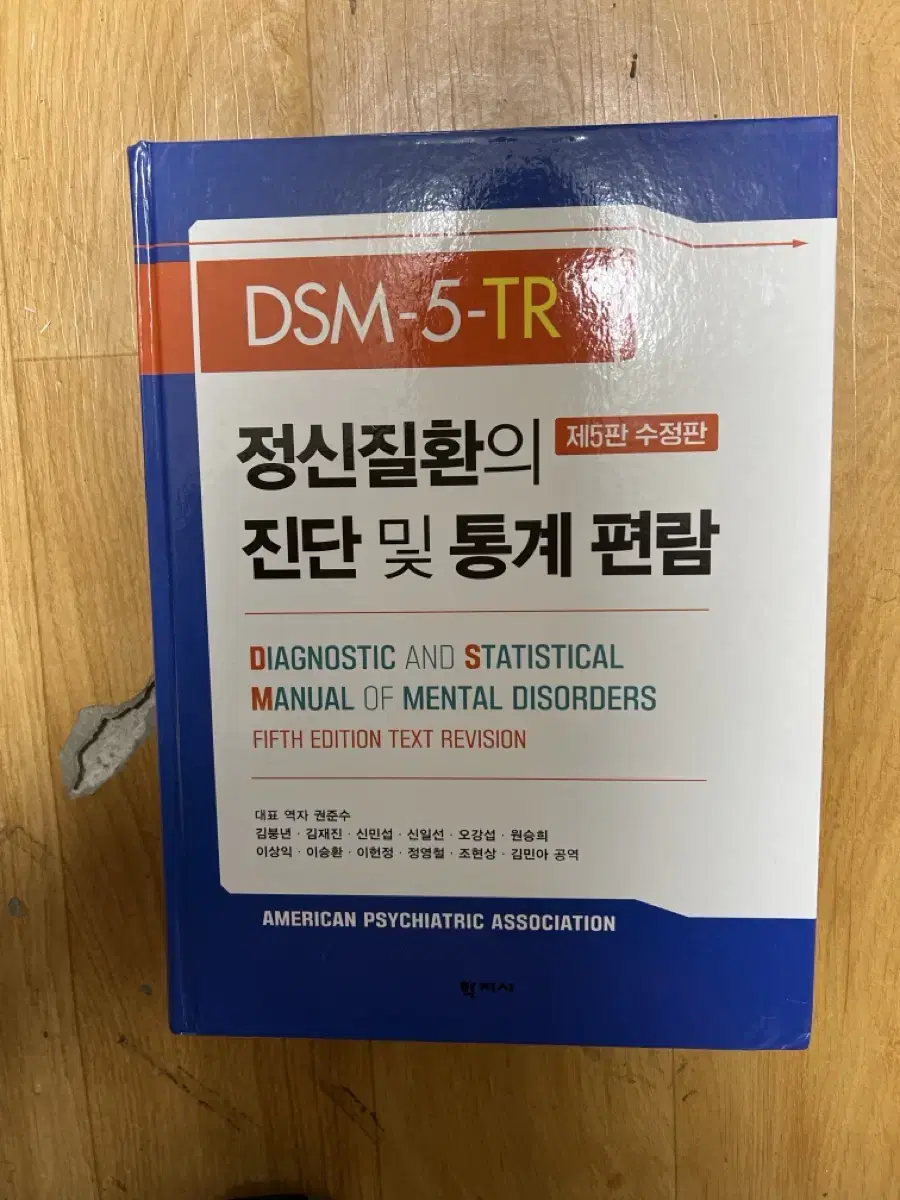 DSM-5-TR®
정신질환의 제5판 수정판
진단 및 통계 편람
DIAGNOSTIC AND STATISTICAL
MANUAL OF MENTAL DISORDERS
FIFTH EDITION TEXT REVISION
대표 역자 권준수
김붕년 · 김재진 · 신민섭 · 신일선 · 오강섭 · 원승희
이상익 · 이승환 · 이헌정 · 정영철 · 조현상 · 김민아 공역
AMERICAN PSYCHIATRIC ASSOCIATION
학지사